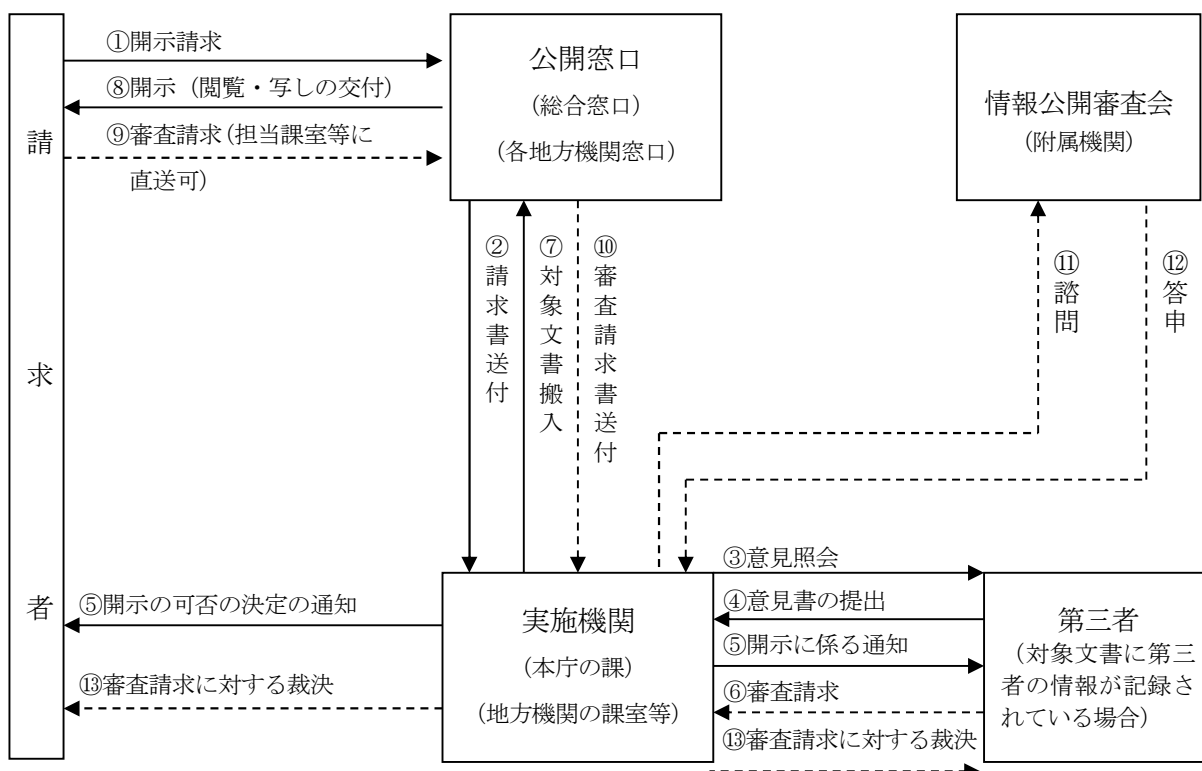 請求者
①開示請求
⑧開示（閲覧・写しの交付）
⑨審査請求(担当課室等に
直送可)
公開窓口
（総合窓口）
（各地方機関窓口）
情報公開審査会
(附属機関)
②請求書送付
⑦対象文書搬入
⑩審査請求書送付
⑪諮問
⑫答申
⑤開示の可否の決定の通知
⑬審査請求に対する裁決
実施機関
（本庁の課）
（地方機関の課室等）
③意見照会
④意見書の提出
⑤開示に係る通知
⑥審査請求
⑬審査請求に対する裁決
第三者
（対象文書に第三
者の情報が記録さ
れている場合）